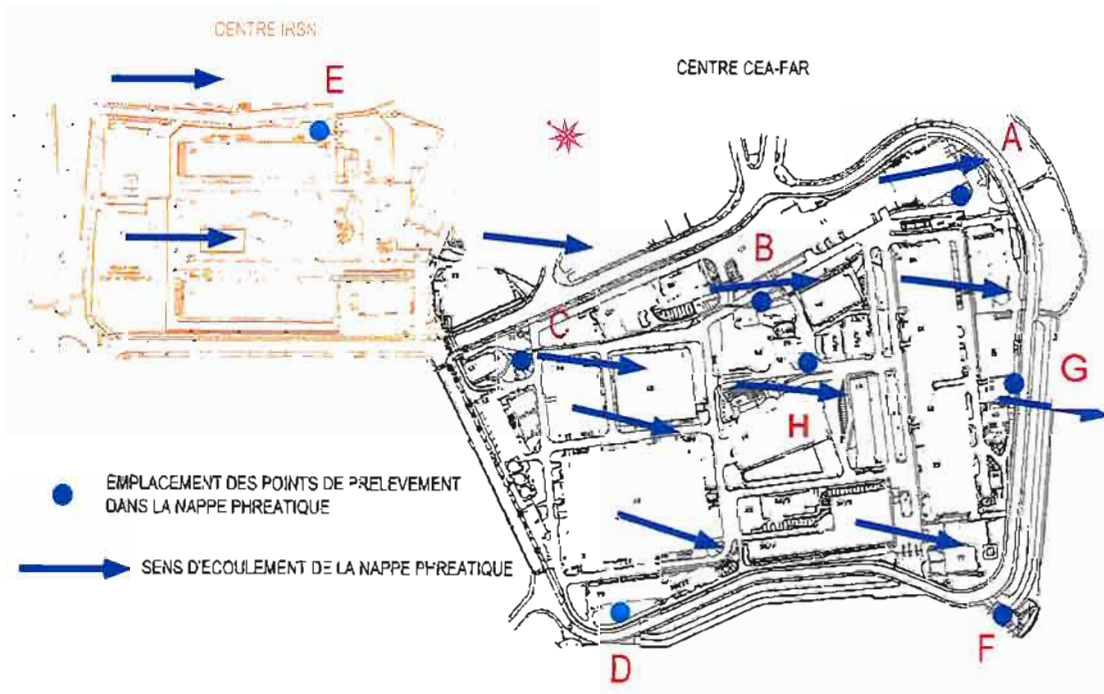 CENTRE IRSN
E
CENTRE CEA-FAR
A
B
C
G
H
EMPLACEMENT DES POINTS DE PRELEVEMENT
DANS LA NAPPE PHREATIQUE
SENS D'ECOULEMENT DE LA NAPPE PHREATIQUE
F
D